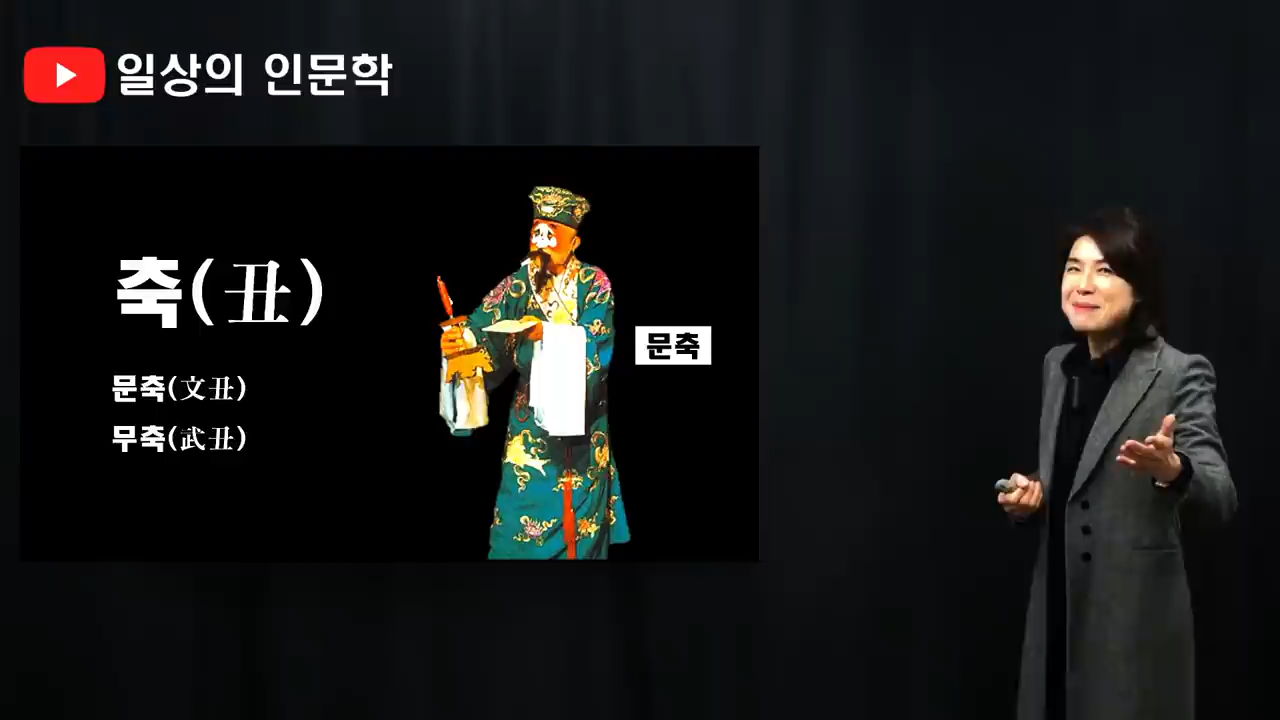 일상의 인문학
축(丑)
문축(文丑)
무축(武丑)
문축